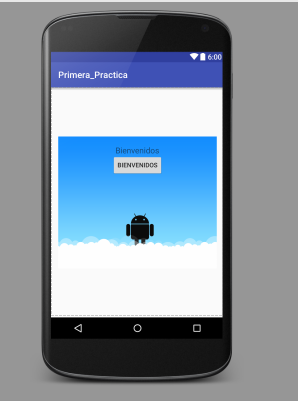 6:00
Primera_Practica
Bienvenidos
BIENVENIDOS